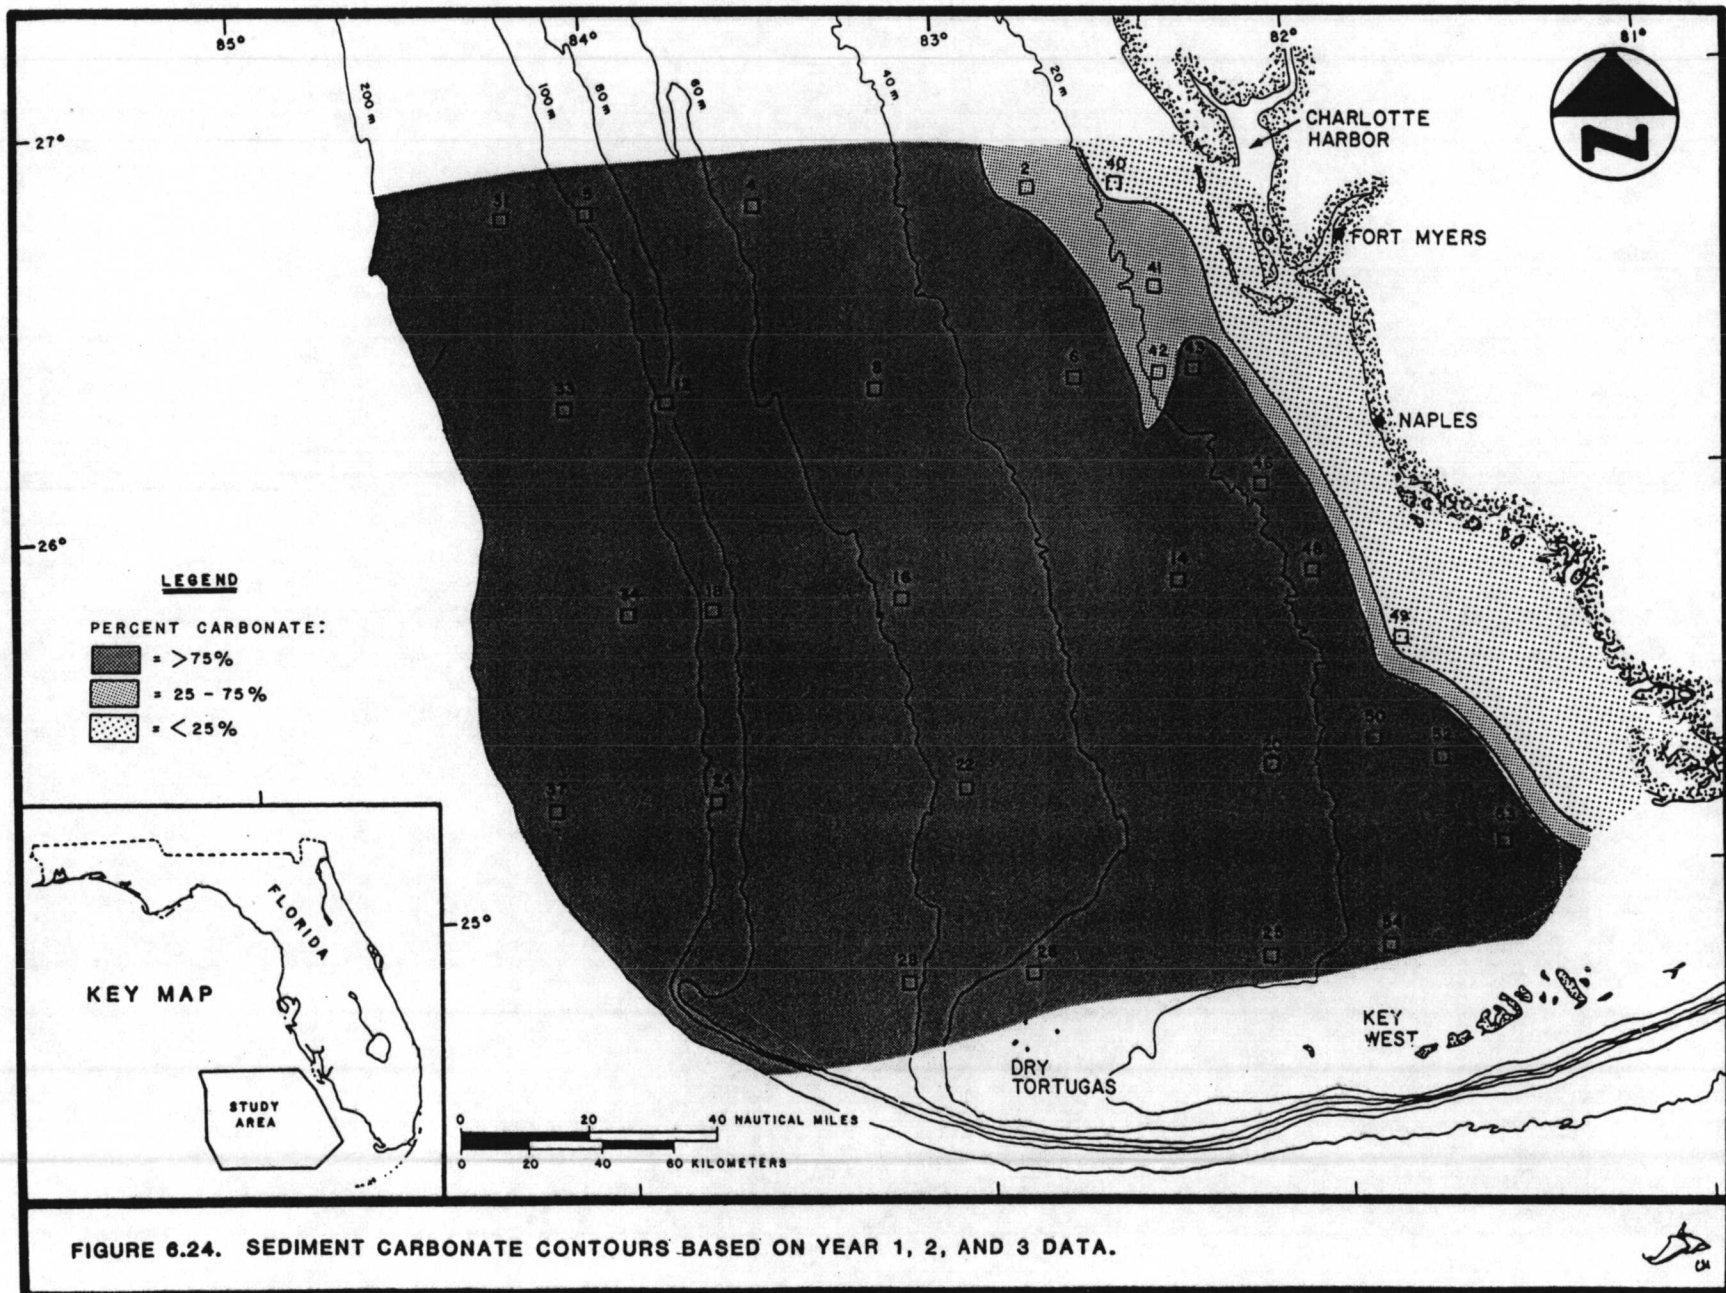 85°
84°
83°
82°
81°
200 m
100 m
80 m
60 m
40 m
20 m
27°
CHARLOTTE
HARBOR
N
FORT MYERS
NAPLES
31
5
4
2
40
41
33
12
8
6
42
43
46
26°
34
18
16
14
48
49
LEGEND
PERCENT CARBONATE:
= >75%
= 25 - 75%
= <25%
37
24
22
50
52
53
25°
28
26
25
54
FLORIDA
KEY MAP
STUDY
AREA
KEY
WEST
DRY
TORTUGAS
0 20 40 NAUTICAL MILES
0 20 40 60 KILOMETERS
FIGURE 6.24. SEDIMENT CARBONATE CONTOURS BASED ON YEAR 1, 2, AND 3 DATA.